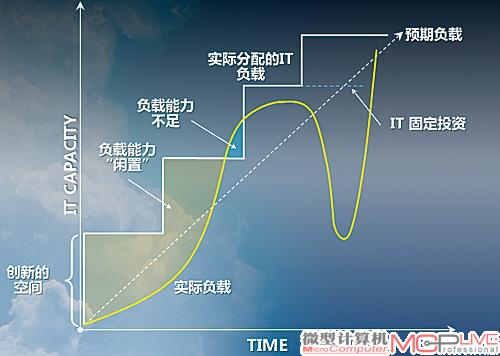 预期负载
实际分配的IT
负载
负载能力
不足
IT 固定投资
负载能力
“闲置”
IT CAPACITY
创新的
空间
实际负载
TIME
微型计算机
MicroComputer
MCPLIVE
Professional